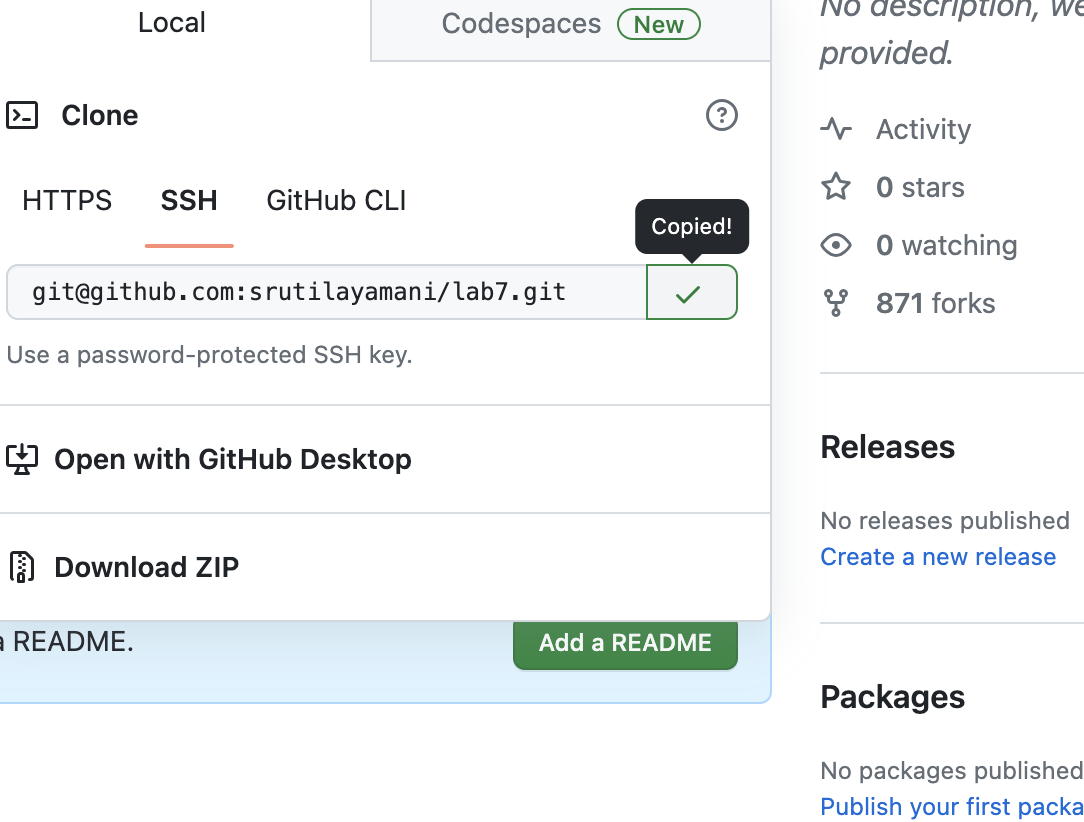 Local
Codespaces New
Clone
HTTPS SSH GitHub CLI
Copied!
git@github.com:srutilayamani/lab7.git
Use a password-protected SSH key.
Open with GitHub Desktop
Download ZIP
a README.
Add a README
No description, we
provided.
Activity
0 stars
0 watching
871 forks
Releases
No releases published
Create a new release
Packages
No packages published
Publish your first packa